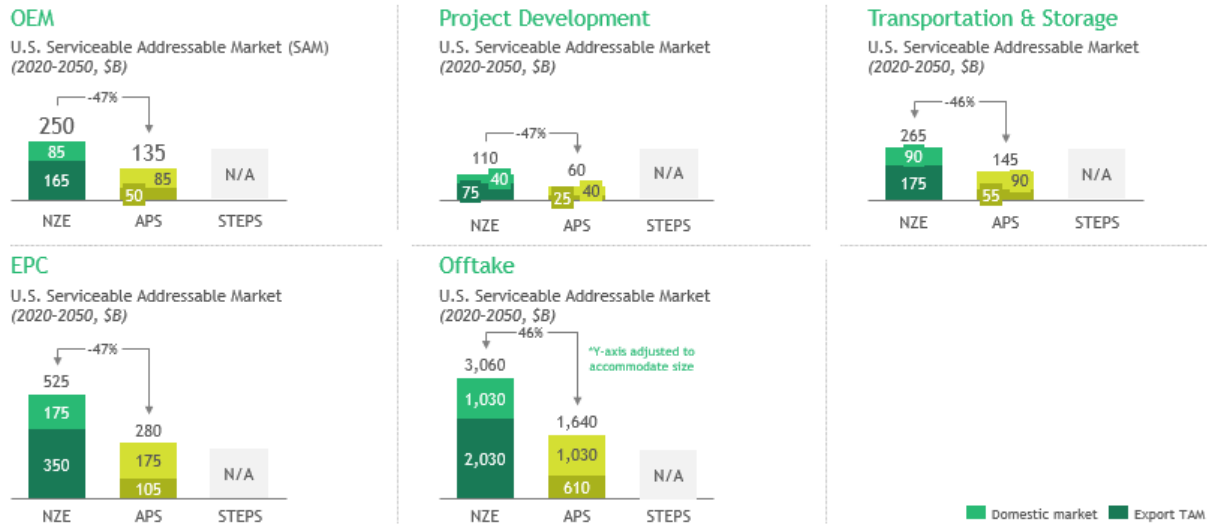 OEM
U.S. Serviceable Addressable Market (SAM)
(2020-2050, $B)
-47%
250
135
85
165
85
50
N/A
NZE
APS
STEPS
Project Development
U.S. Serviceable Addressable Market
(2020-2050, $B)
-47%
110
60
40
75
40
25
N/A
NZE
APS
STEPS
Transportation & Storage
U.S. Serviceable Addressable Market
(2020-2050, $B)
-46%
265
145
90
175
90
55
N/A
NZE
APS
STEPS
EPC
U.S. Serviceable Addressable Market
(2020-2050, $B)
-47%
525
280
175
350
175
105
N/A
NZE
APS
STEPS
Offtake
U.S. Serviceable Addressable Market
(2020-2050, $B)
46%
*Y-axis adjusted to
accommodate size
3,060
1,640
1,030
2,030
1,030
610
N/A
NZE
APS
STEPS
Domestic market
Export TAM